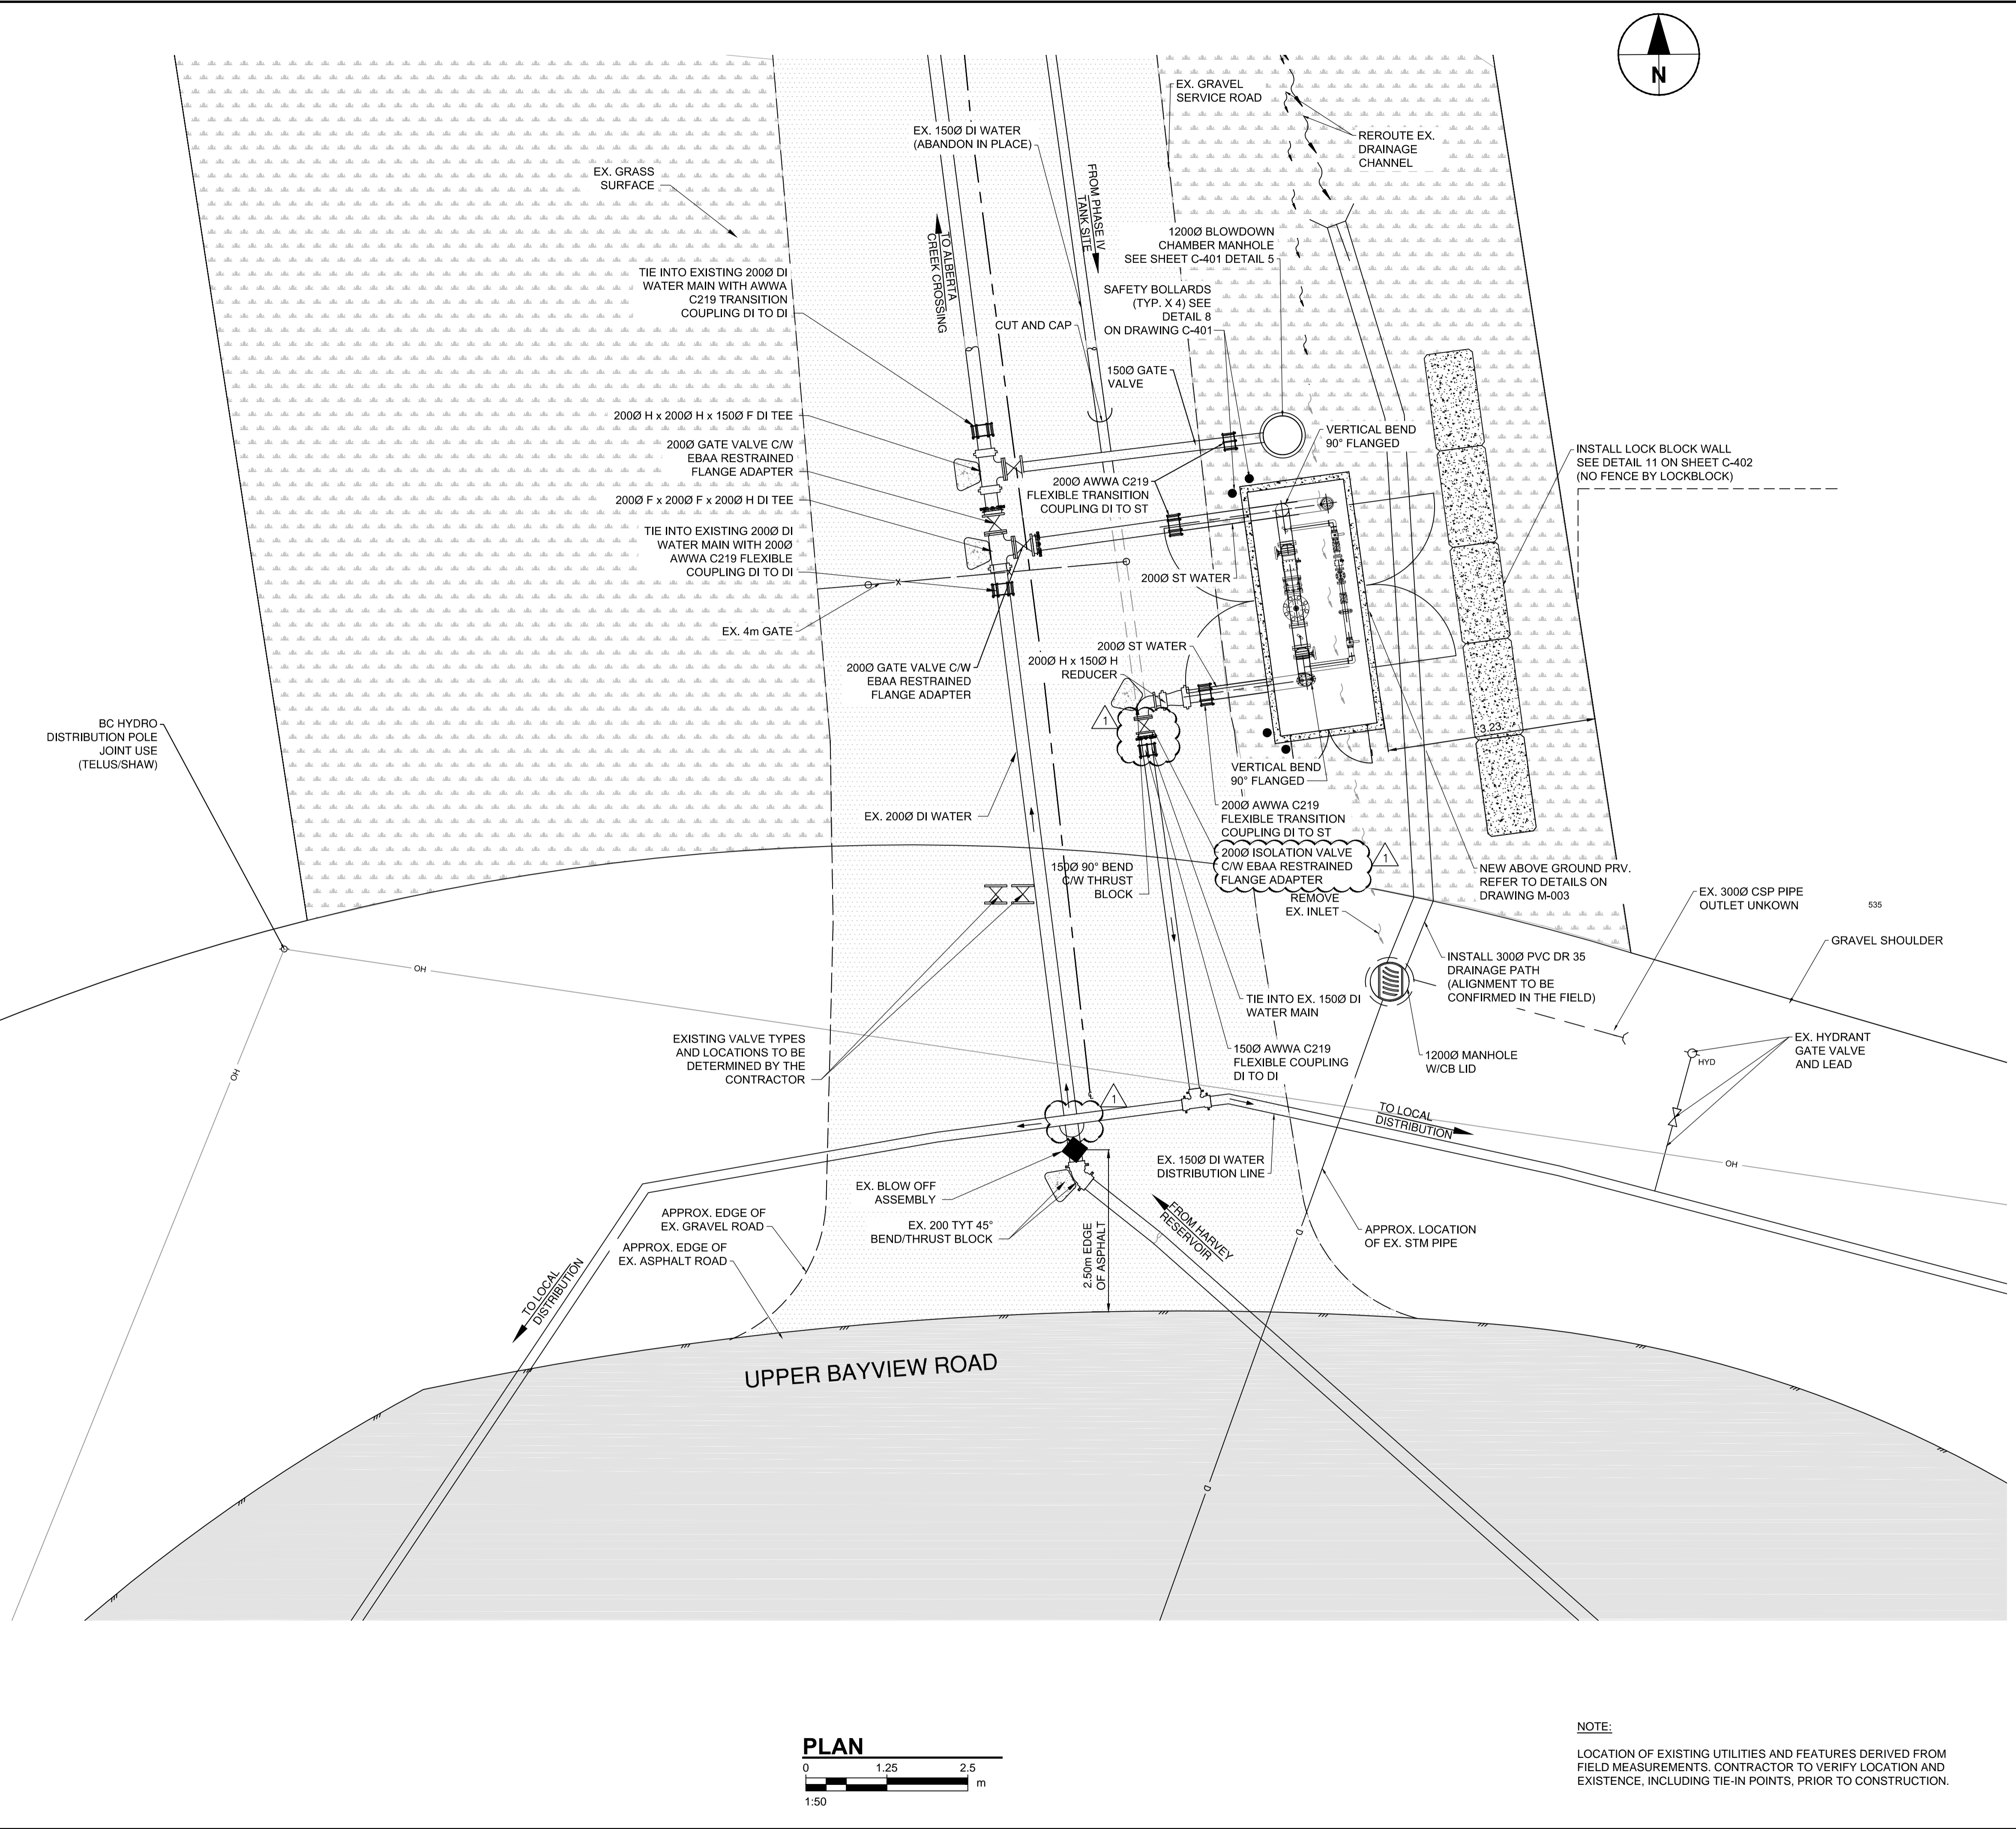 N
EX. GRAVEL
SERVICE ROAD
EX. 150Ø DI WATER
(ABANDON IN PLACE)
REROUTE EX.
DRAINAGE
CHANNEL
EX. GRASS
SURFACE
FROM PHASE IV
TANK SITE
TO ALBERTA
CREEK CROSSING
1200Ø BLOWDOWN
CHAMBER MANHOLE
SEE SHEET C-401 DETAIL 5
TIE INTO EXISTING 200Ø DI
WATER MAIN WITH AWWA
C219 TRANSITION
COUPLING DI TO DI
SAFETY BOLLARDS
(TYP. X 4) SEE
DETAIL 8
ON DRAWING C-401
CUT AND CAP
150Ø GATE
VALVE
200Ø H x 200Ø H x 150Ø F DI TEE
VERTICAL BEND
90° FLANGED
200Ø GATE VALVE C/W
EBAA RESTRAINED
FLANGE ADAPTER
INSTALL LOCK BLOCK WALL
SEE DETAIL 11 ON SHEET C-402
(NO FENCE BY LOCKBLOCK)
200Ø AWWA C219
FLEXIBLE TRANSITION
COUPLING DI TO ST
200Ø F x 200Ø F x 200Ø H DI TEE
TIE INTO EXISTING 200Ø DI
WATER MAIN WITH 200Ø
AWWA C219 FLEXIBLE
COUPLING DI TO DI
X
200Ø ST WATER
EX. 4m GATE
200Ø ST WATER
200Ø H x 150Ø H
REDUCER
200Ø GATE VALVE C/W
EBAA RESTRAINED
FLANGE ADAPTER
1
BC HYDRO
DISTRIBUTION POLE
JOINT USE
(TELUS/SHAW)
3.23
VERTICAL BEND
90° FLANGED
EX. 200Ø DI WATER
200Ø AWWA C219
FLEXIBLE TRANSITION
COUPLING DI TO ST
200Ø ISOLATION VALVE
C/W EBAA RESTRAINED
FLANGE ADAPTER
1
150Ø 90° BEND
C/W THRUST
BLOCK
NEW ABOVE GROUND PRV.
REFER TO DETAILS ON
DRAWING M-003
REMOVE
EX. INLET
EX. 300Ø CSP PIPE
OUTLET UNKOWN
535
GRAVEL SHOULDER
INSTALL 300Ø PVC DR 35
DRAINAGE PATH
(ALIGNMENT TO BE
CONFIRMED IN THE FIELD)
OH
TIE INTO EX. 150Ø DI
WATER MAIN
EXISTING VALVE TYPES
AND LOCATIONS TO BE
DETERMINED BY THE
CONTRACTOR
150Ø AWWA C219
FLEXIBLE COUPLING
DI TO DI
1200Ø MANHOLE
W/CB LID
EX. HYDRANT
GATE VALVE
AND LEAD
HYD
OH
1
TO LOCAL
DISTRIBUTION
EX. 150Ø DI WATER
DISTRIBUTION LINE
OH
EX. BLOW OFF
ASSEMBLY
EX. 200 TYT 45°
BEND/THRUST BLOCK
APPROX. EDGE OF
EX. GRAVEL ROAD
APPROX. EDGE OF
EX. ASPHALT ROAD
2.50m EDGE
OF ASPHALT
FROM HARVEY
RESERVOIR
D
APPROX. LOCATION
OF EX. STM PIPE
TO LOCAL
DISTRIBUTION
UPPER BAYVIEW ROAD
D
PLAN
0 1.25 2.5
m
1:50
NOTE:
LOCATION OF EXISTING UTILITIES AND FEATURES DERIVED FROM
FIELD MEASUREMENTS. CONTRACTOR TO VERIFY LOCATION AND
EXISTENCE, INCLUDING TIE-IN POINTS, PRIOR TO CONSTRUCTION.